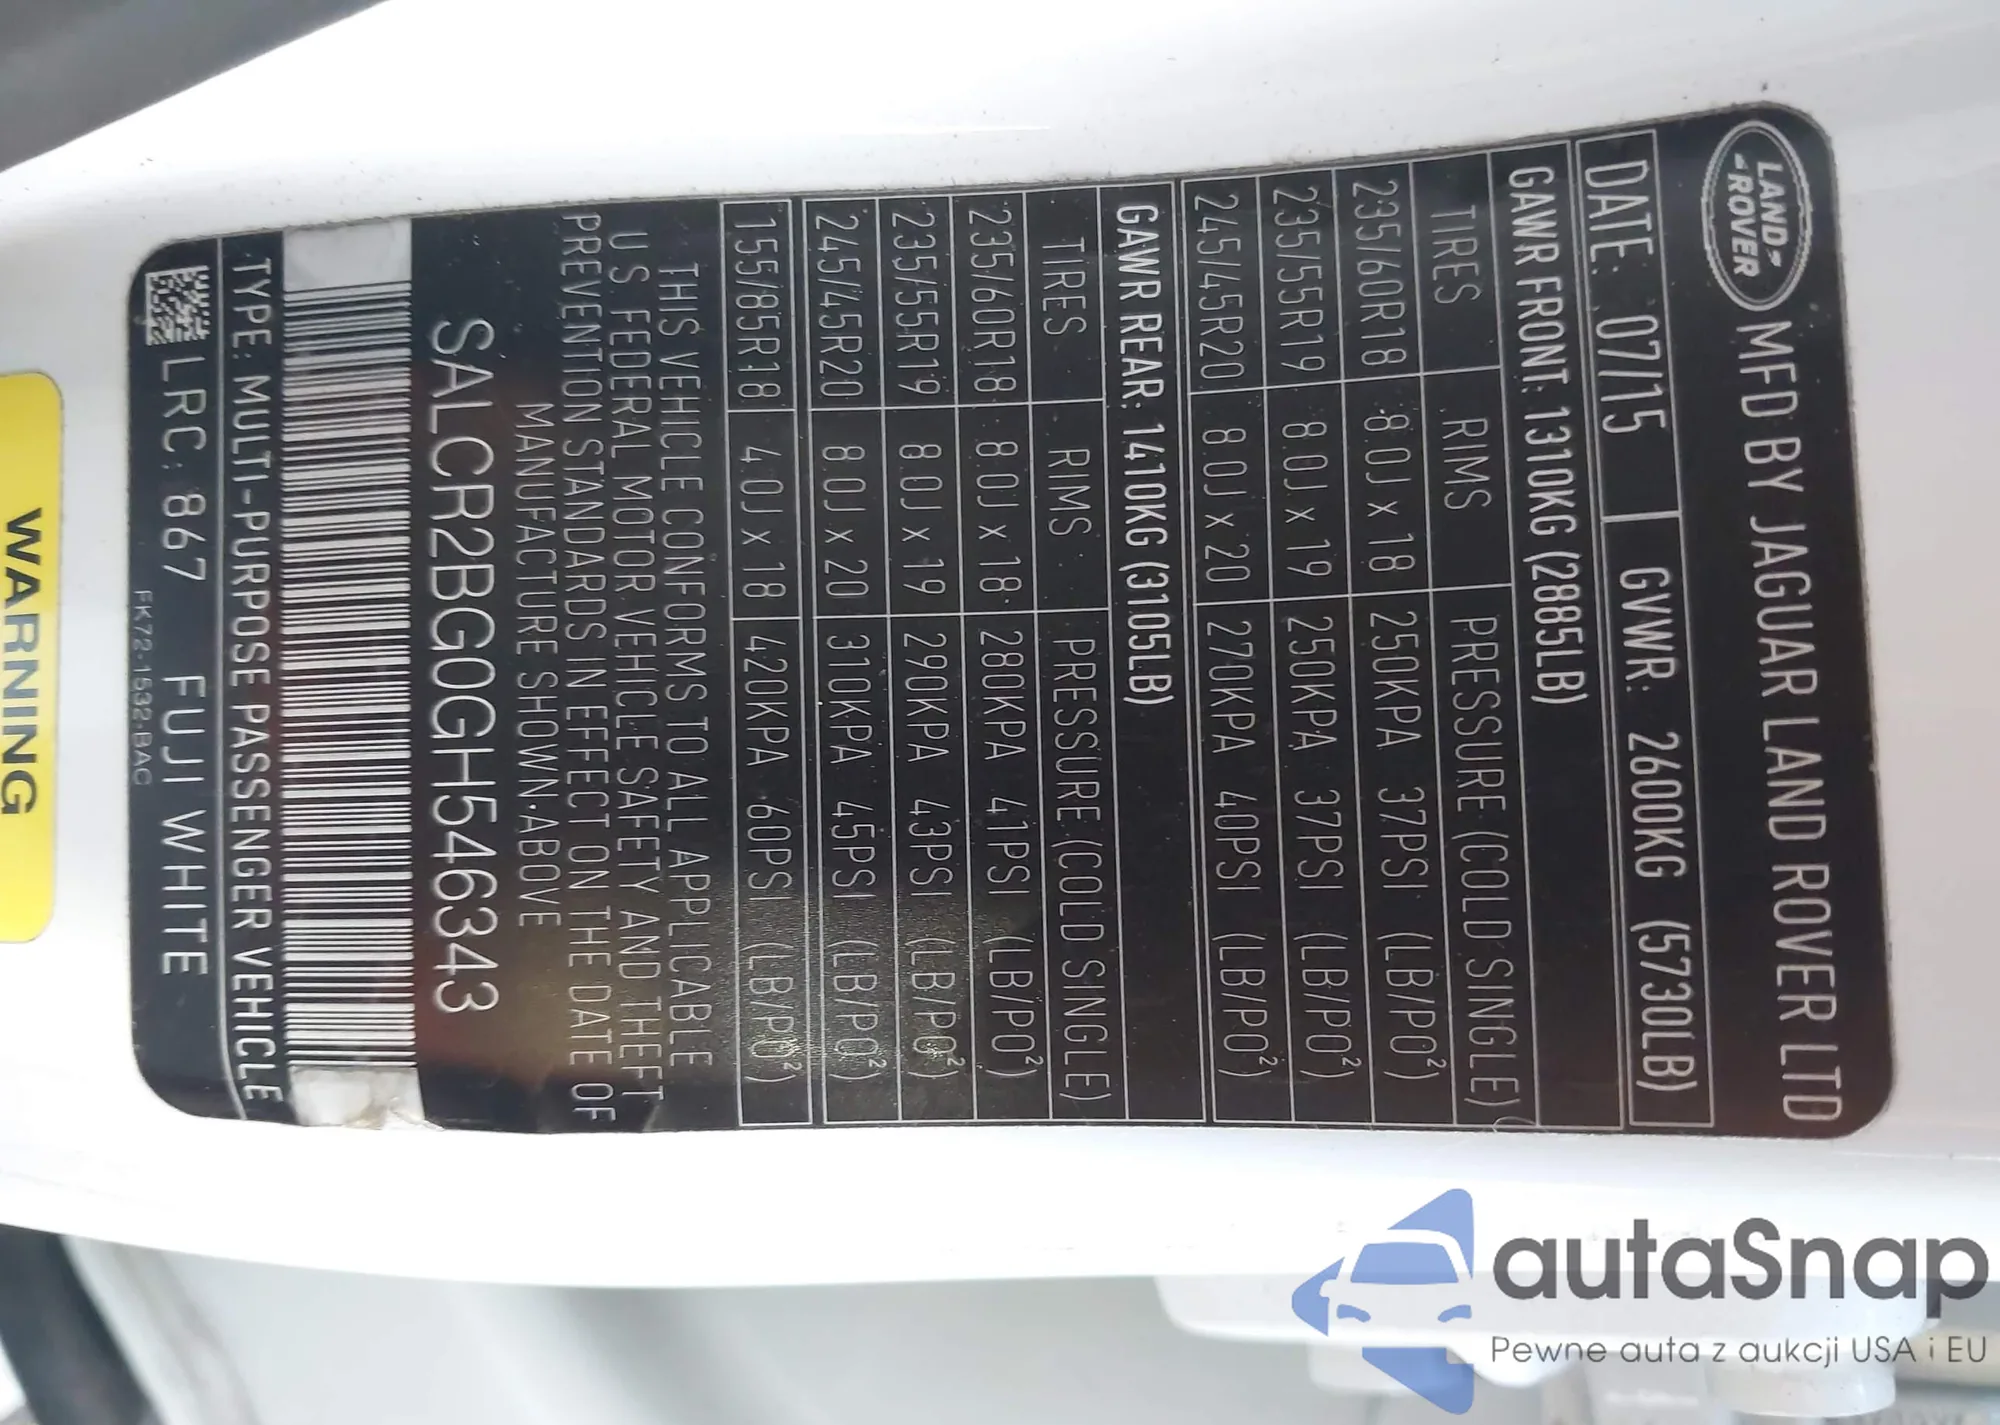 LAND-
-ROVER
MFD BY JAGUAR LAND ROVER LTD
DATE: 07/15 GVWR: 2600KG (5730LB)
GAWR FRONT: 1310KG (2885LB)
TIRES RIMS PRESSURE (COLD SINGLE)
235/60R18 8.0J x 18 250KPA 37PSI (LB/PO²)
235/55R19 8.0J x 19 250KPA 37PSI (LB/PO²)
245/45R20 8.0J x 20 270KPA 40PSI (LB/PO²)
GAWR REAR: 1410KG (3105LB)
TIRES RIMS PRESSURE (COLD SINGLE)
235/60R18 8.0J x 18 280KPA 41PSI (LB/PO²)
235/55R19 8.0J x 19 290KPA 43PSI (LB/PO²)
245/45R20 8.0J x 20 310KPA 45PSI (LB/PO²)
155/85R18 4.0J x 18 420KPA 60PSI (LB/PO²)
THIS VEHICLE CONFORMS TO ALL APPLICABLE
U.S. FEDERAL MOTOR VEHICLE SAFETY AND THEFT
PREVENTION STANDARDS IN EFFECT ON THE DATE OF
MANUFACTURE SHOWN ABOVE
SALCR2BG0GH546343
TYPE: MULTI-PURPOSE PASSENGER VEHICLE
LRC: 867 FUJI WHITE
FK72-1532-BAC
WARNING
autaSnap
Pewne auta z aukcji USA i EU